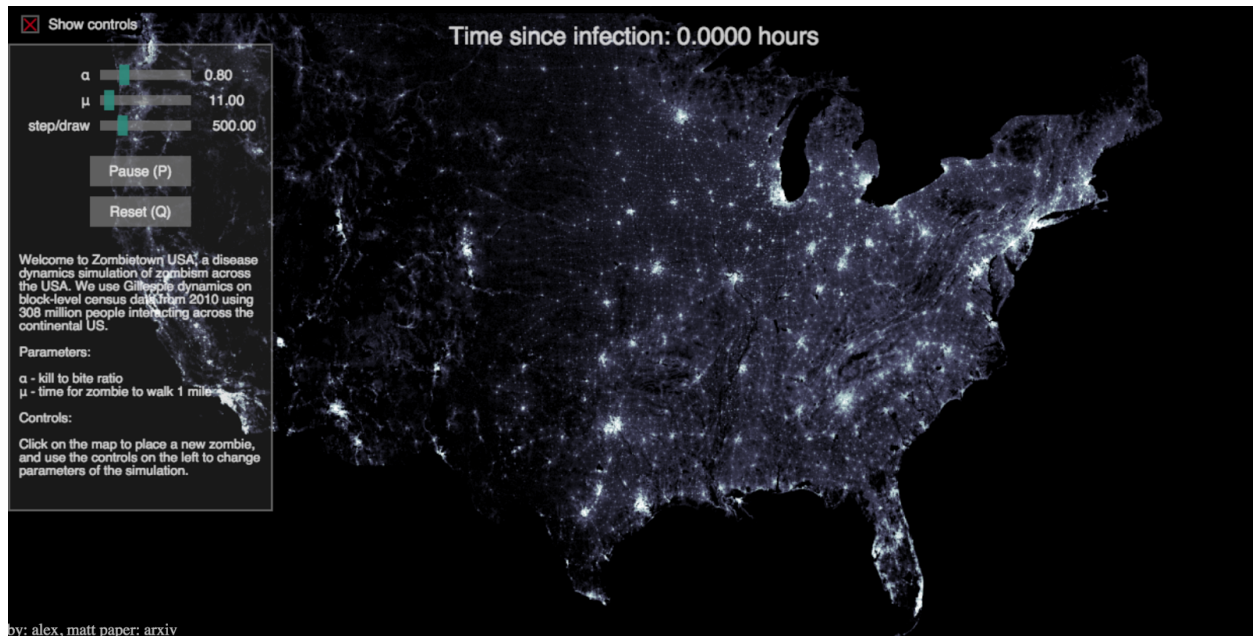 Show controls
Time since infection: 0.0000 hours
α 0.80
μ 11.00
step/draw 500.00
Pause (P)
Reset (Q)
Welcome to Zombietown USA, a disease
dynamics simulation of zombism across
the USA. We use Gillespie dynamics on
block-level census data from 2010 using
308 million people interacting across the
continental US.
Parameters:
α - kill to bite ratio
μ - time for zombie to walk 1 mile
Controls:
Click on the map to place a new zombie,
and use the controls on the left to change
parameters of the simulation.
by: alex, matt paper: arxiv